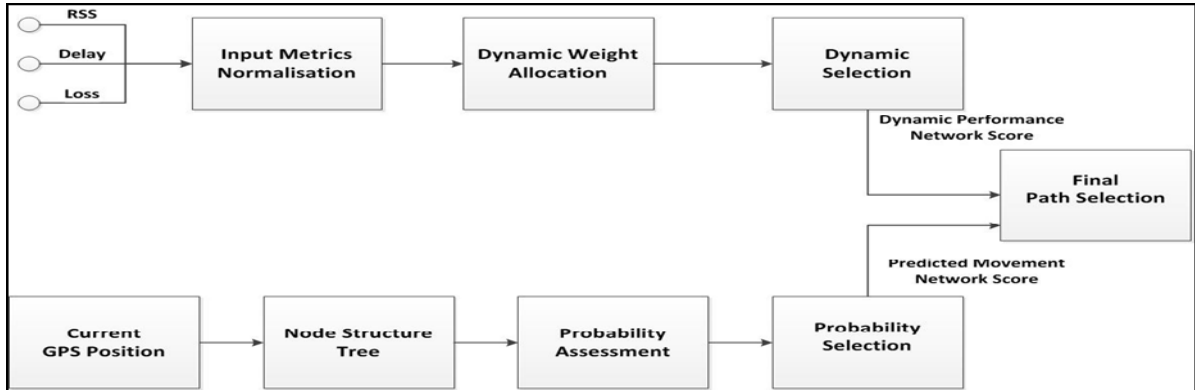 RSS
Delay
Loss
Input Metrics
Normalisation
Dynamic Weight
Allocation
Dynamic
Selection
Dynamic Performance
Network Score
Final
Path Selection
Predicted Movement
Network Score
Current
GPS Position
Node Structure
Tree
Probability
Assessment
Probability
Selection